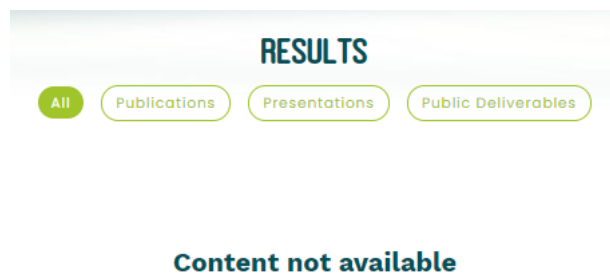 RESULTS
All Publications Presentations Public Deliverables
Content not available